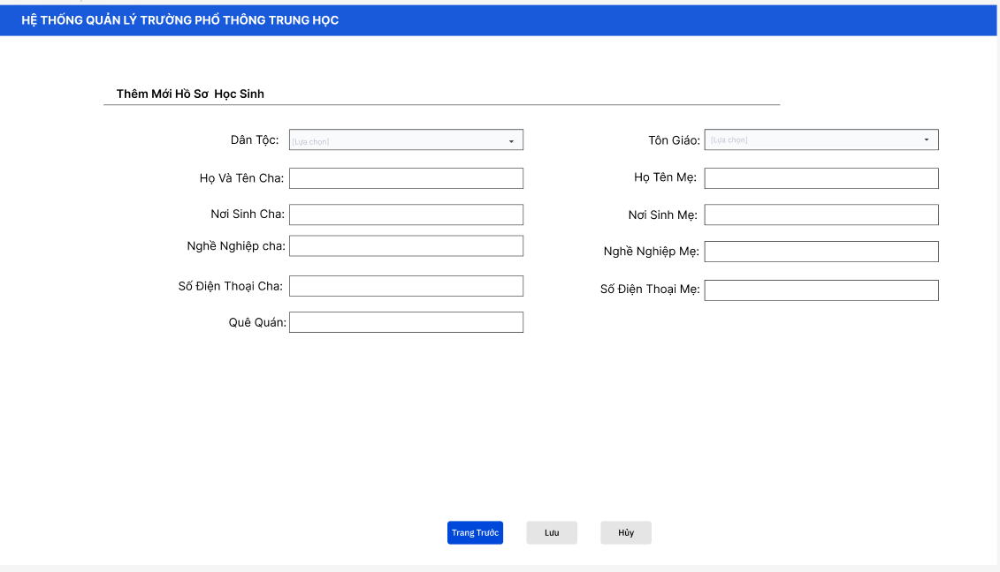 HỆ THỐNG QUẢN LÝ TRƯỜNG PHỔ THÔNG TRUNG HỌC
Thêm Mới Hồ Sơ Học Sinh
Dân Tộc: [Lựa chọn] Tôn Giáo: [Lựa chọn]
Họ Và Tên Cha: Họ Tên Mẹ:
Nơi Sinh Cha: Nơi Sinh Mẹ:
Nghề Nghiệp cha: Nghề Nghiệp Mẹ:
Số Điện Thoại Cha: Số Điện Thoại Mẹ:
Quê Quán:
Trang Trước Lưu Hủy